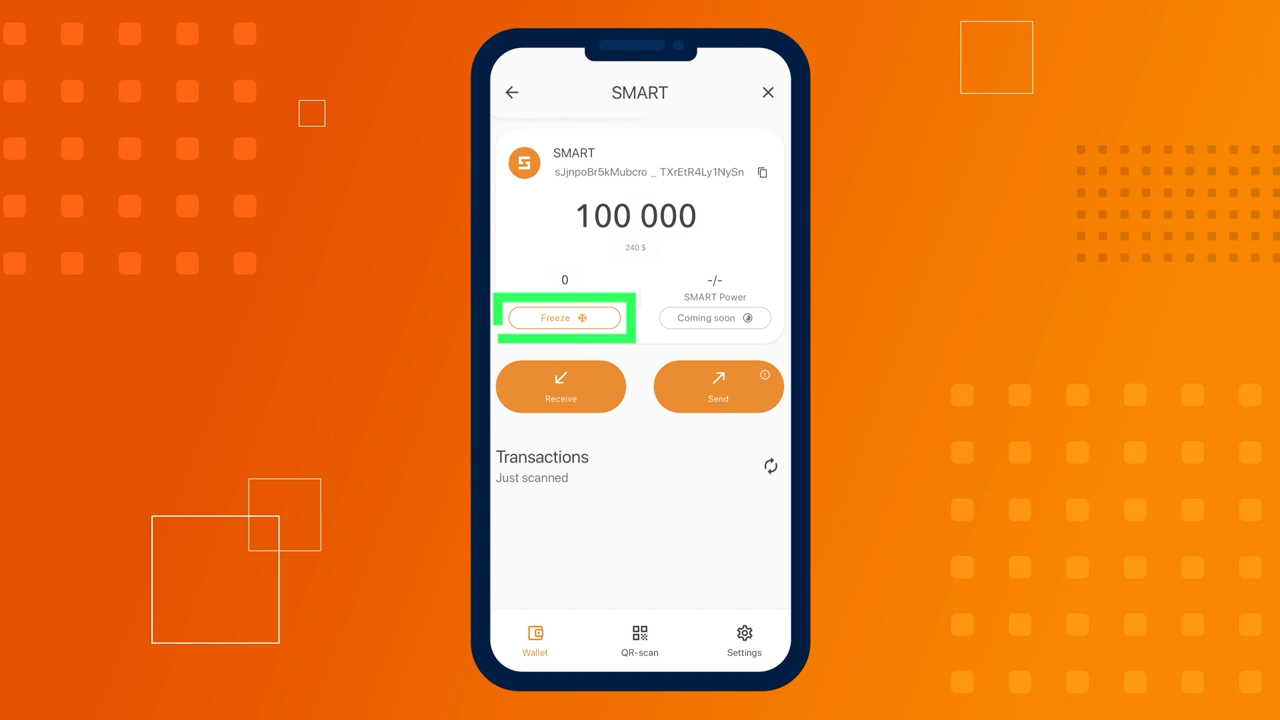 SMART
SMART
sJjnpoBr5kMubcro ... TXrEtR4Ly1NySn
100 000
240 $
0
-/-
SMART Power
Freeze
Coming soon
Receive
Send
Transactions
Just scanned
Wallet
QR-scan
Settings